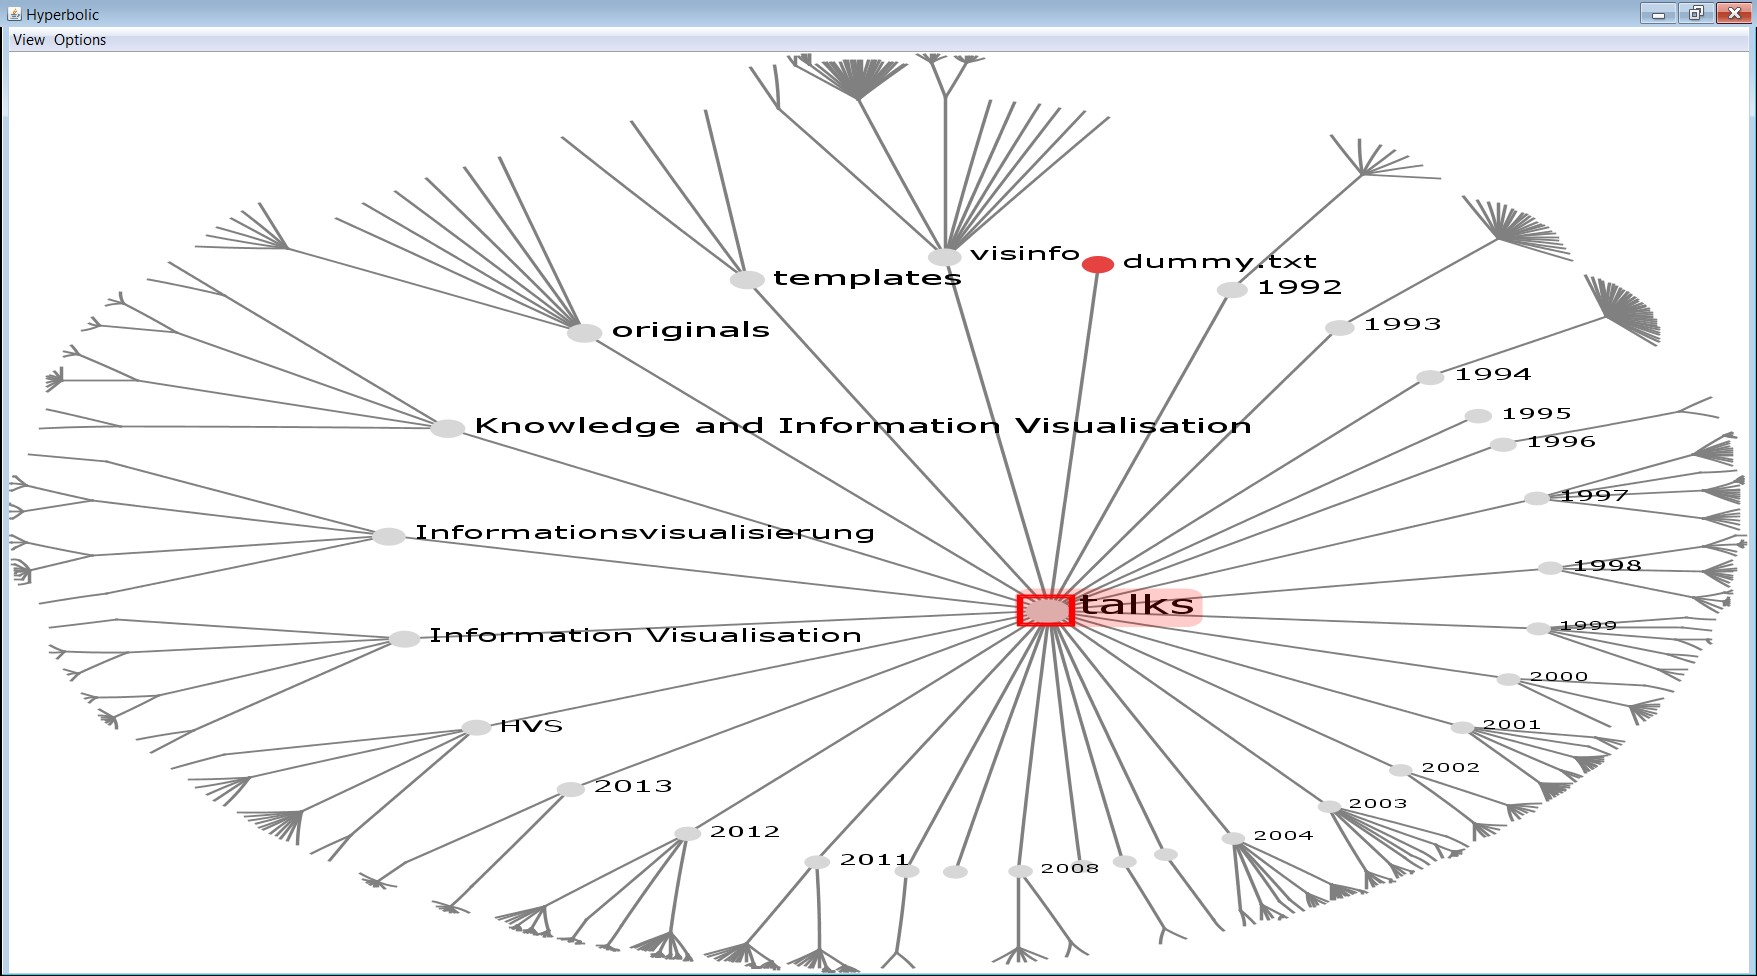 Hyperbolic
View Options
visinfo
dummy.txt
templates
1992
originals
1993
1994
1995
Knowledge and Information Visualisation
1996
1997
Informationsvisualisierung
1998
talks
1999
Information Visualisation
2000
HVS
2001
2002
2013
2003
2012
2004
2011
2008